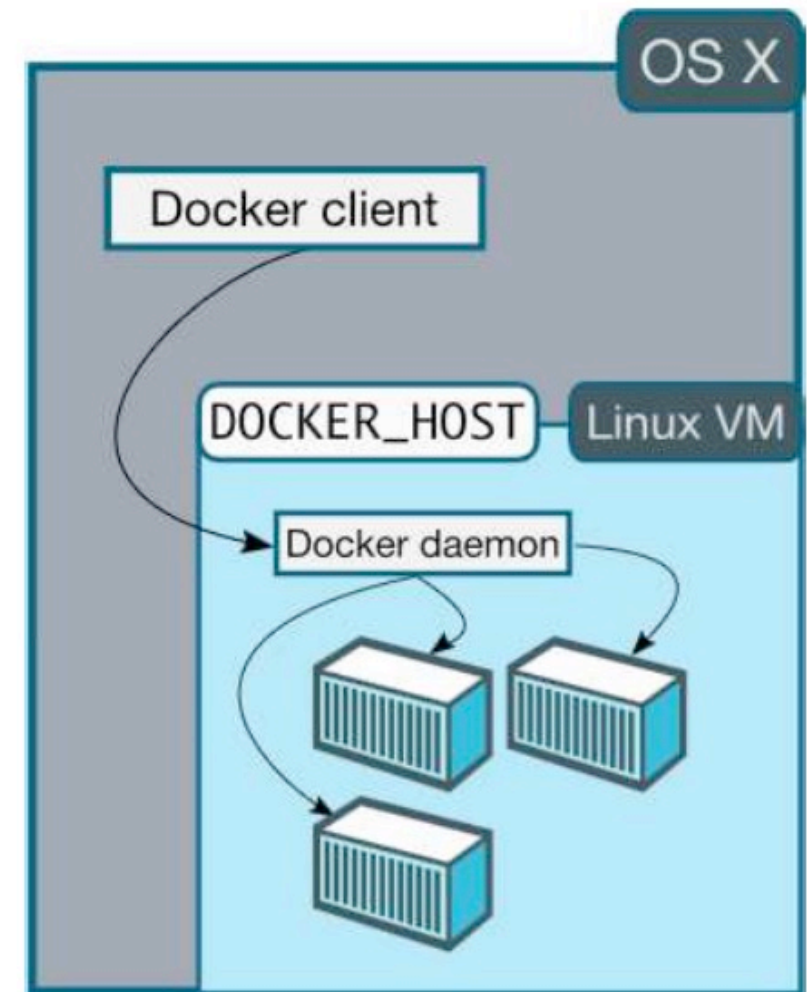 OS X
Docker client
DOCKER_HOST
Linux VM
Docker daemon